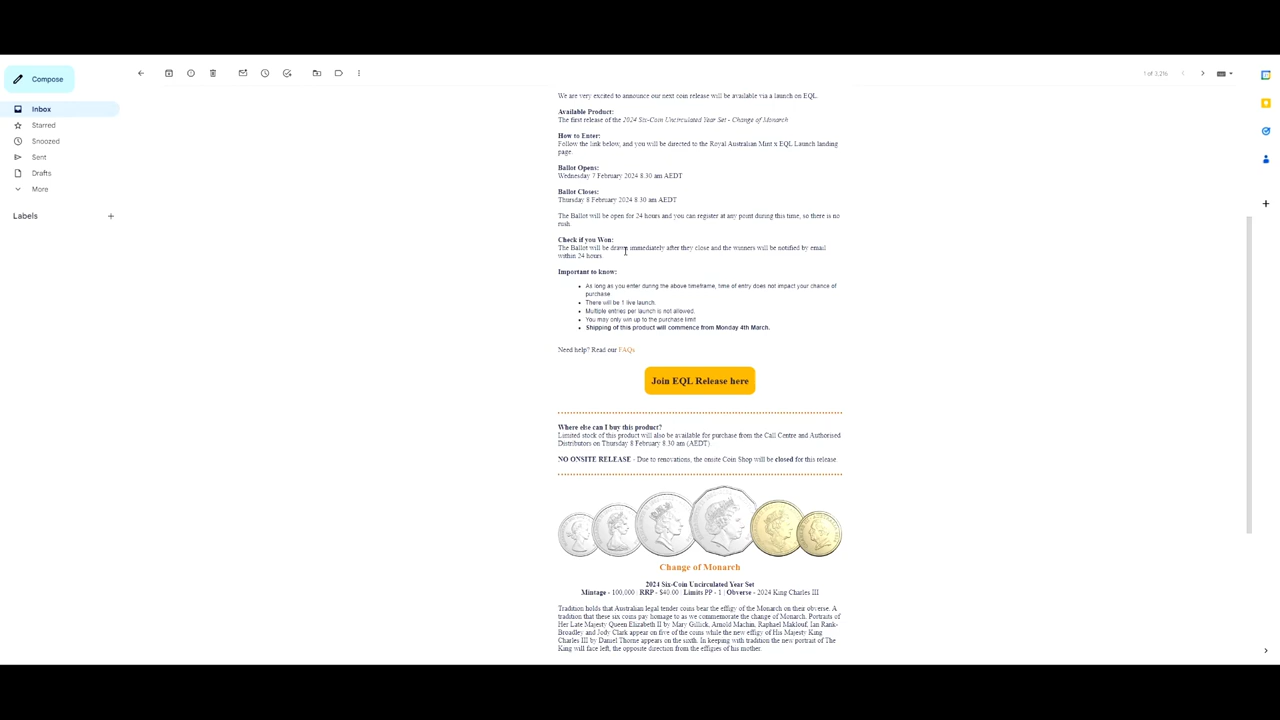 Compose
1 of 3,216
Inbox
Starred
Snoozed
Sent
Drafts
More
Labels
We are very excited to announce our next coin release will be available via a launch on EQL.
Available Product:
The first release of the 2024 Six-Coin Uncirculated Year Set - Change of Monarch
How to Enter:
Follow the link below, and you will be directed to the Royal Australian Mint x EQL Launch landing
page.
Ballot Opens:
Wednesday 7 February 2024 8.30 am AEDT
Ballot Closes:
Thursday 8 February 2024 8.30 am AEDT
The Ballot will be open for 24 hours and you can register at any point during this time, so there is no
rush.
Check if you Won:
The Ballot will be drawn immediately after they close and the winners will be notified by email
within 24 hours.
Important to know:
• As long as you enter during the above timeframe, time of entry does not impact your chance of
purchase
• There will be 1 live launch.
• Multiple entries per launch is not allowed.
• You may only win up to the purchase limit
• Shipping of this product will commence from Monday 4th March.
Need help? Read our FAQs
Join EQL Release here
Where else can I buy this product?
Limited stock of this product will also be available for purchase from the Call Centre and Authorised
Distributors on Thursday 8 February 8.30 am (AEDT)
NO ONSITE RELEASE - Due to renovations, the onsite Coin Shop will be closed for this release.
Change of Monarch
2024 Six-Coin Uncirculated Year Set
Mintage - 100,000 | RRP - $40.00 | Limits PP - 1 | Obverse - 2024 King Charles III
Tradition holds that Australian legal tender coins bear the effigy of the Monarch on their obverse. A
tradition that these six coins pay homage to as we commemorate the change of Monarch. Portraits of
Her Late Majesty Queen Elizabeth II by Mary Gillick, Arnold Machin, Raphael Maklouf, Ian Rank-
Broadley and Jody Clark appear on five of the coins while the new effigy of His Majesty King
Charles III by Daniel Thorne appears on the sixth. In keeping with tradition the new portrait of The
King will face left, the opposite direction from the effigies of his mother.